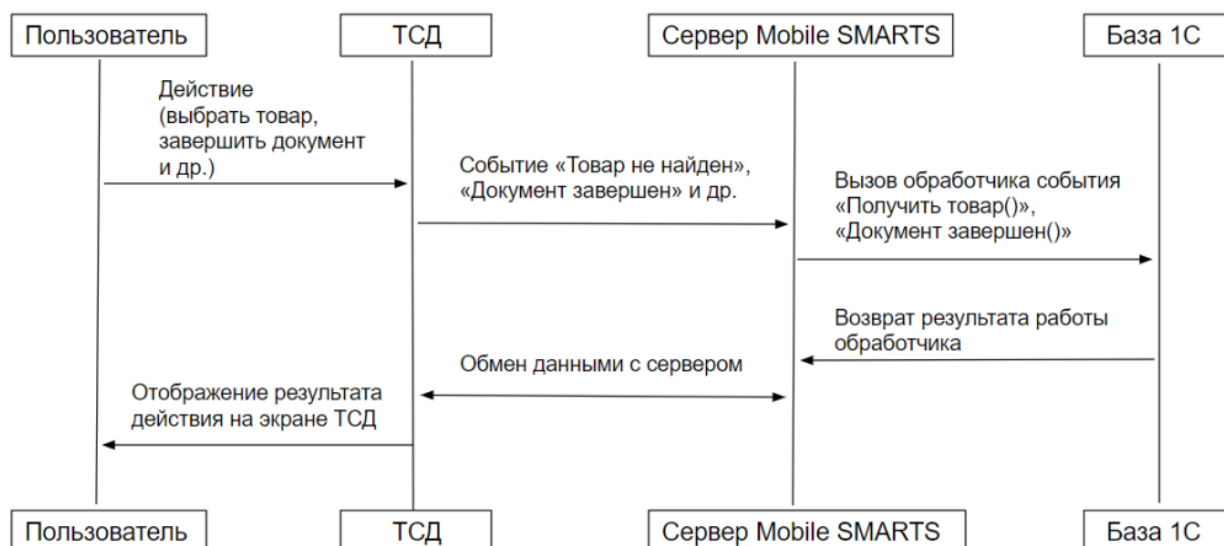 Пользователь
ТСД
Сервер Mobile SMARTS
База 1С
Действие
(выбрать товар,
завершить документ
и др.)
Событие «Товар не найден»,
«Документ завершен» и др.
Вызов обработчика события
«Получить товар()»,
«Документ завершен()»
Возврат результата работы
обработчика
Обмен данными с сервером
Отображение результата
действия на экране ТСД
Пользователь
ТСД
Сервер Mobile SMARTS
База 1С